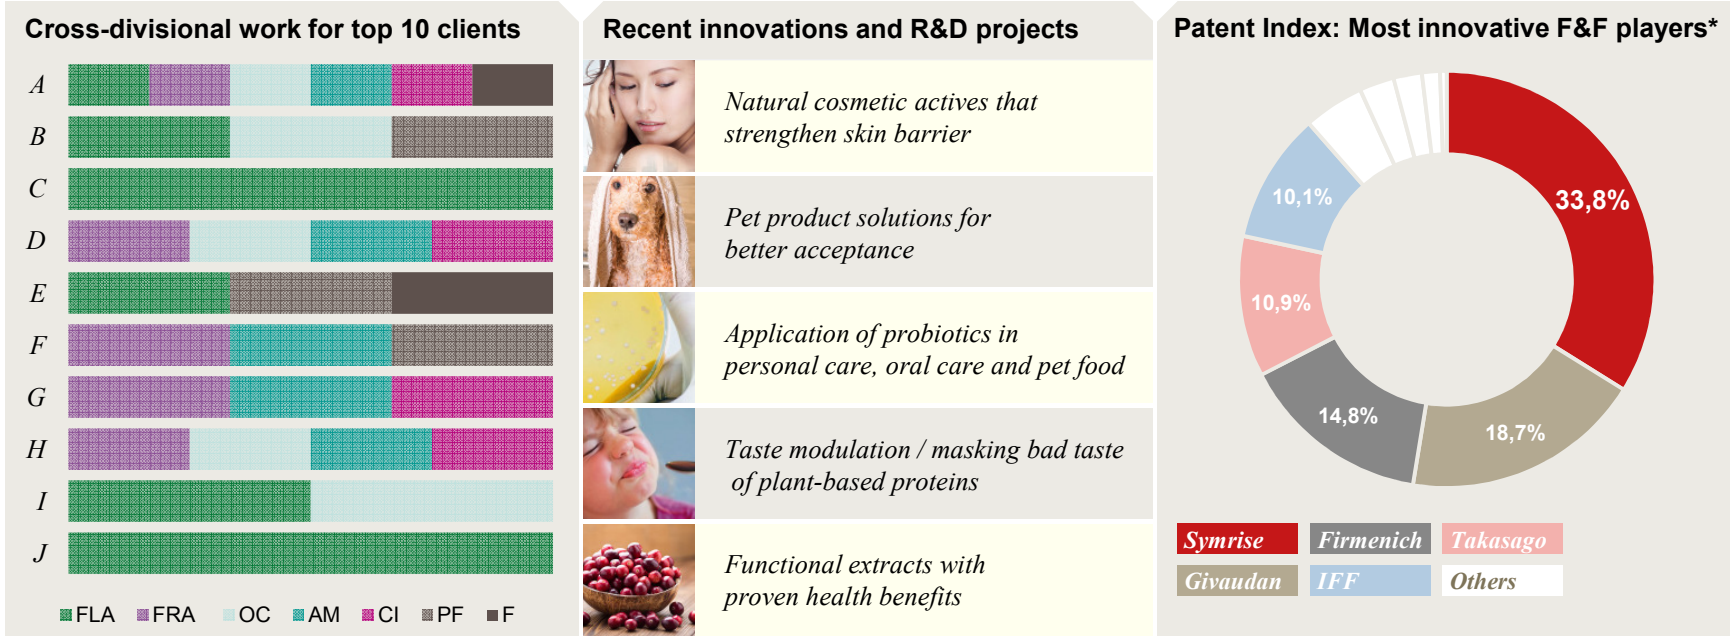 Cross-divisional work for top 10 clients
A
B
C
D
E
F
G
H
I
J
FLA FRA OC AM CI PF F
Recent innovations and R&D projects
Natural cosmetic actives that
strengthen skin barrier
Pet product solutions for
better acceptance
Application of probiotics in
personal care, oral care and pet food
Taste modulation / masking bad taste
of plant-based proteins
Functional extracts with
proven health benefits
Patent Index: Most innovative F&F players*
33,8%
18,7%
14,8%
10,9%
10,1%
Symrise Firmenich Takasago
Givaudan IFF Others